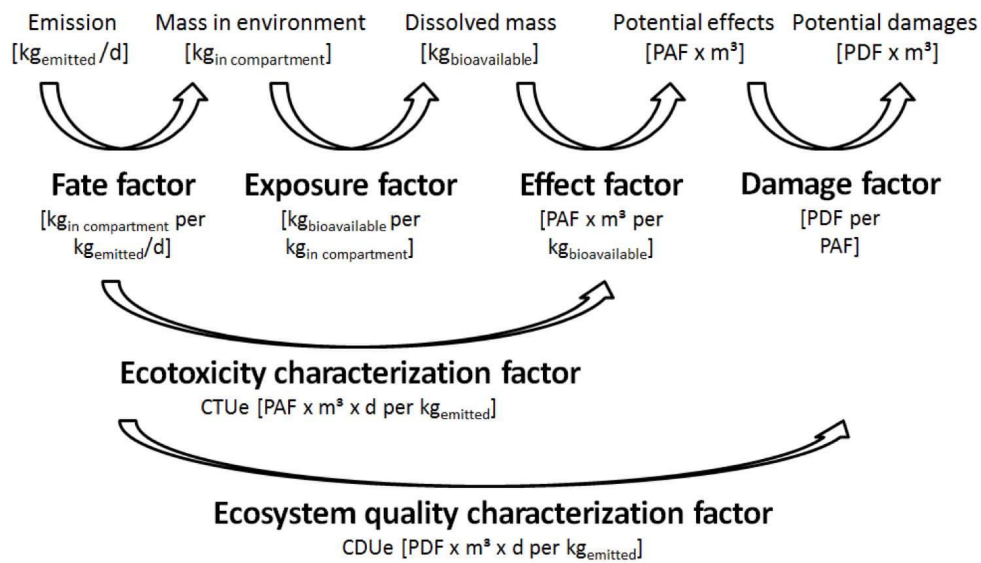 Emission Mass in environment Dissolved mass Potential effects Potential damages
[kgemitted/d] [kgin compartment] [kgbioavailable] [PAF x m³] [PDF x m³]
Fate factor Exposure factor Effect factor Damage factor
[kgin compartment per [kgbioavailable per [PAF x m³ per [PDF per
kgemitted/d] kgin compartment] kgbioavailable] PAF]
Ecotoxicity characterization factor
CTUe [PAF x m³ x d per kgemitted]
Ecosystem quality characterization factor
CDUe [PDF x m³ x d per kgemitted]